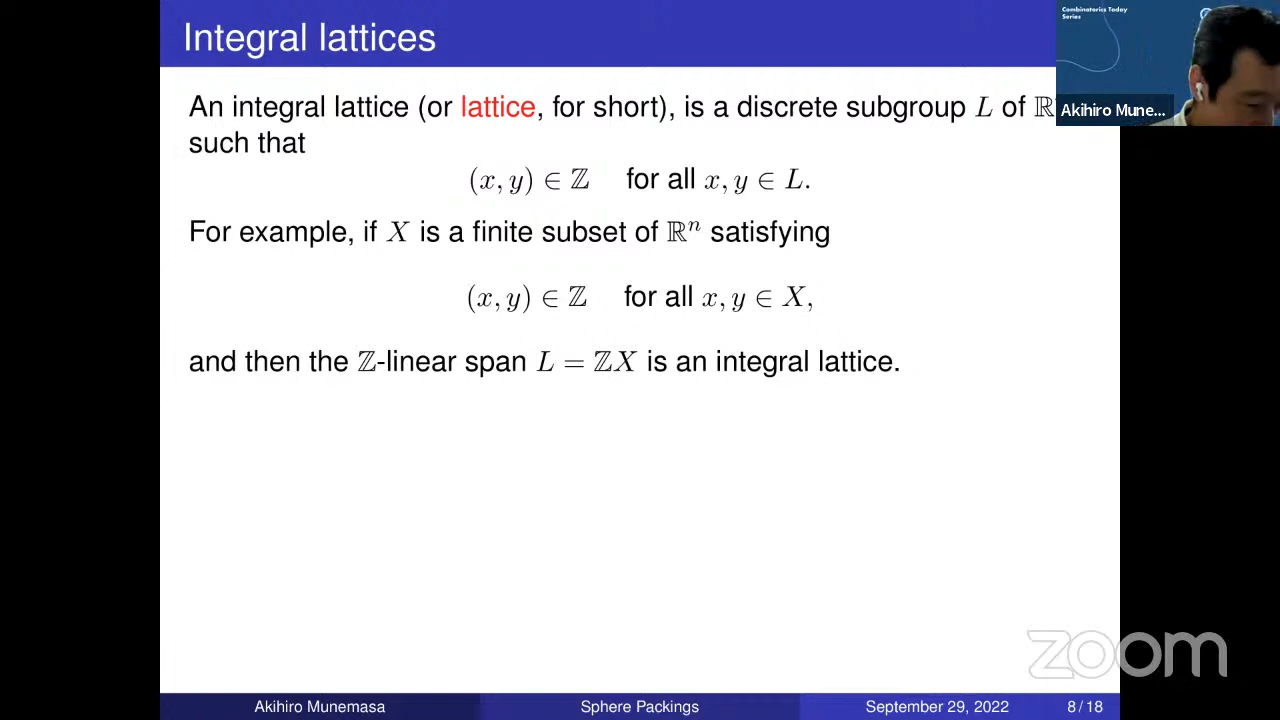 Integral lattices
Combinatorics Today
Series
Akihiro Mune...
An integral lattice (or lattice, for short), is a discrete subgroup L of ℝ
such that
(x, y) ∈ ℤ for all x, y ∈ L.
For example, if X is a finite subset of ℝⁿ satisfying
(x, y) ∈ ℤ for all x, y ∈ X,
and then the ℤ-linear span L = ℤX is an integral lattice.
zoom
Akihiro Munemasa Sphere Packings September 29, 2022 8 / 18